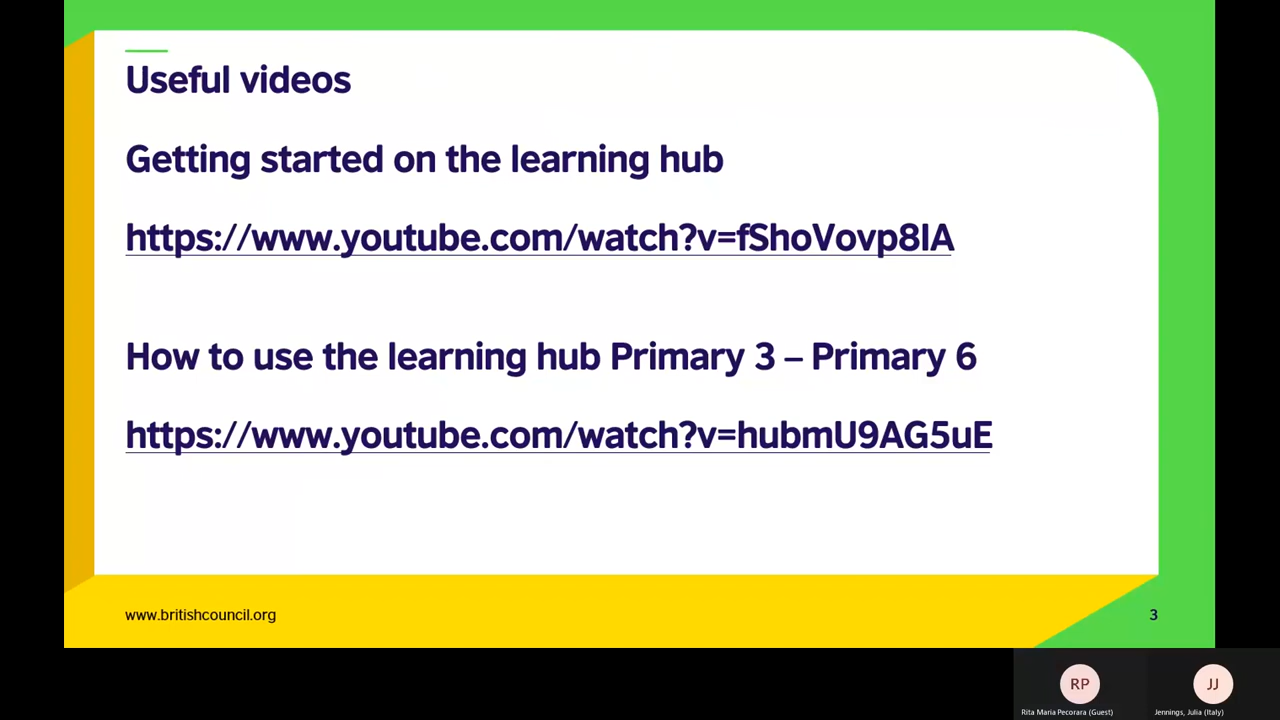 Useful videos
Getting started on the learning hub
https://www.youtube.com/watch?v=fShoVovp8lA
How to use the learning hub Primary 3 – Primary 6
https://www.youtube.com/watch?v=hubmU9AG5uE
www.britishcouncil.org
3
RP
JJ
Rita Maria Pecorara (Guest)
Jennings, Julia (Italy)